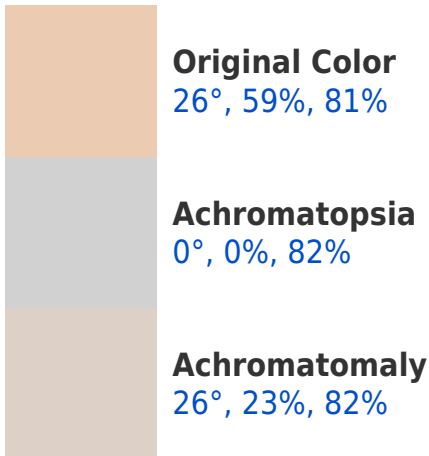 Original Color
26°, 59%, 81%
Achromatopsia
0°, 0%, 82%
Achromatomaly
26°, 23%, 82%